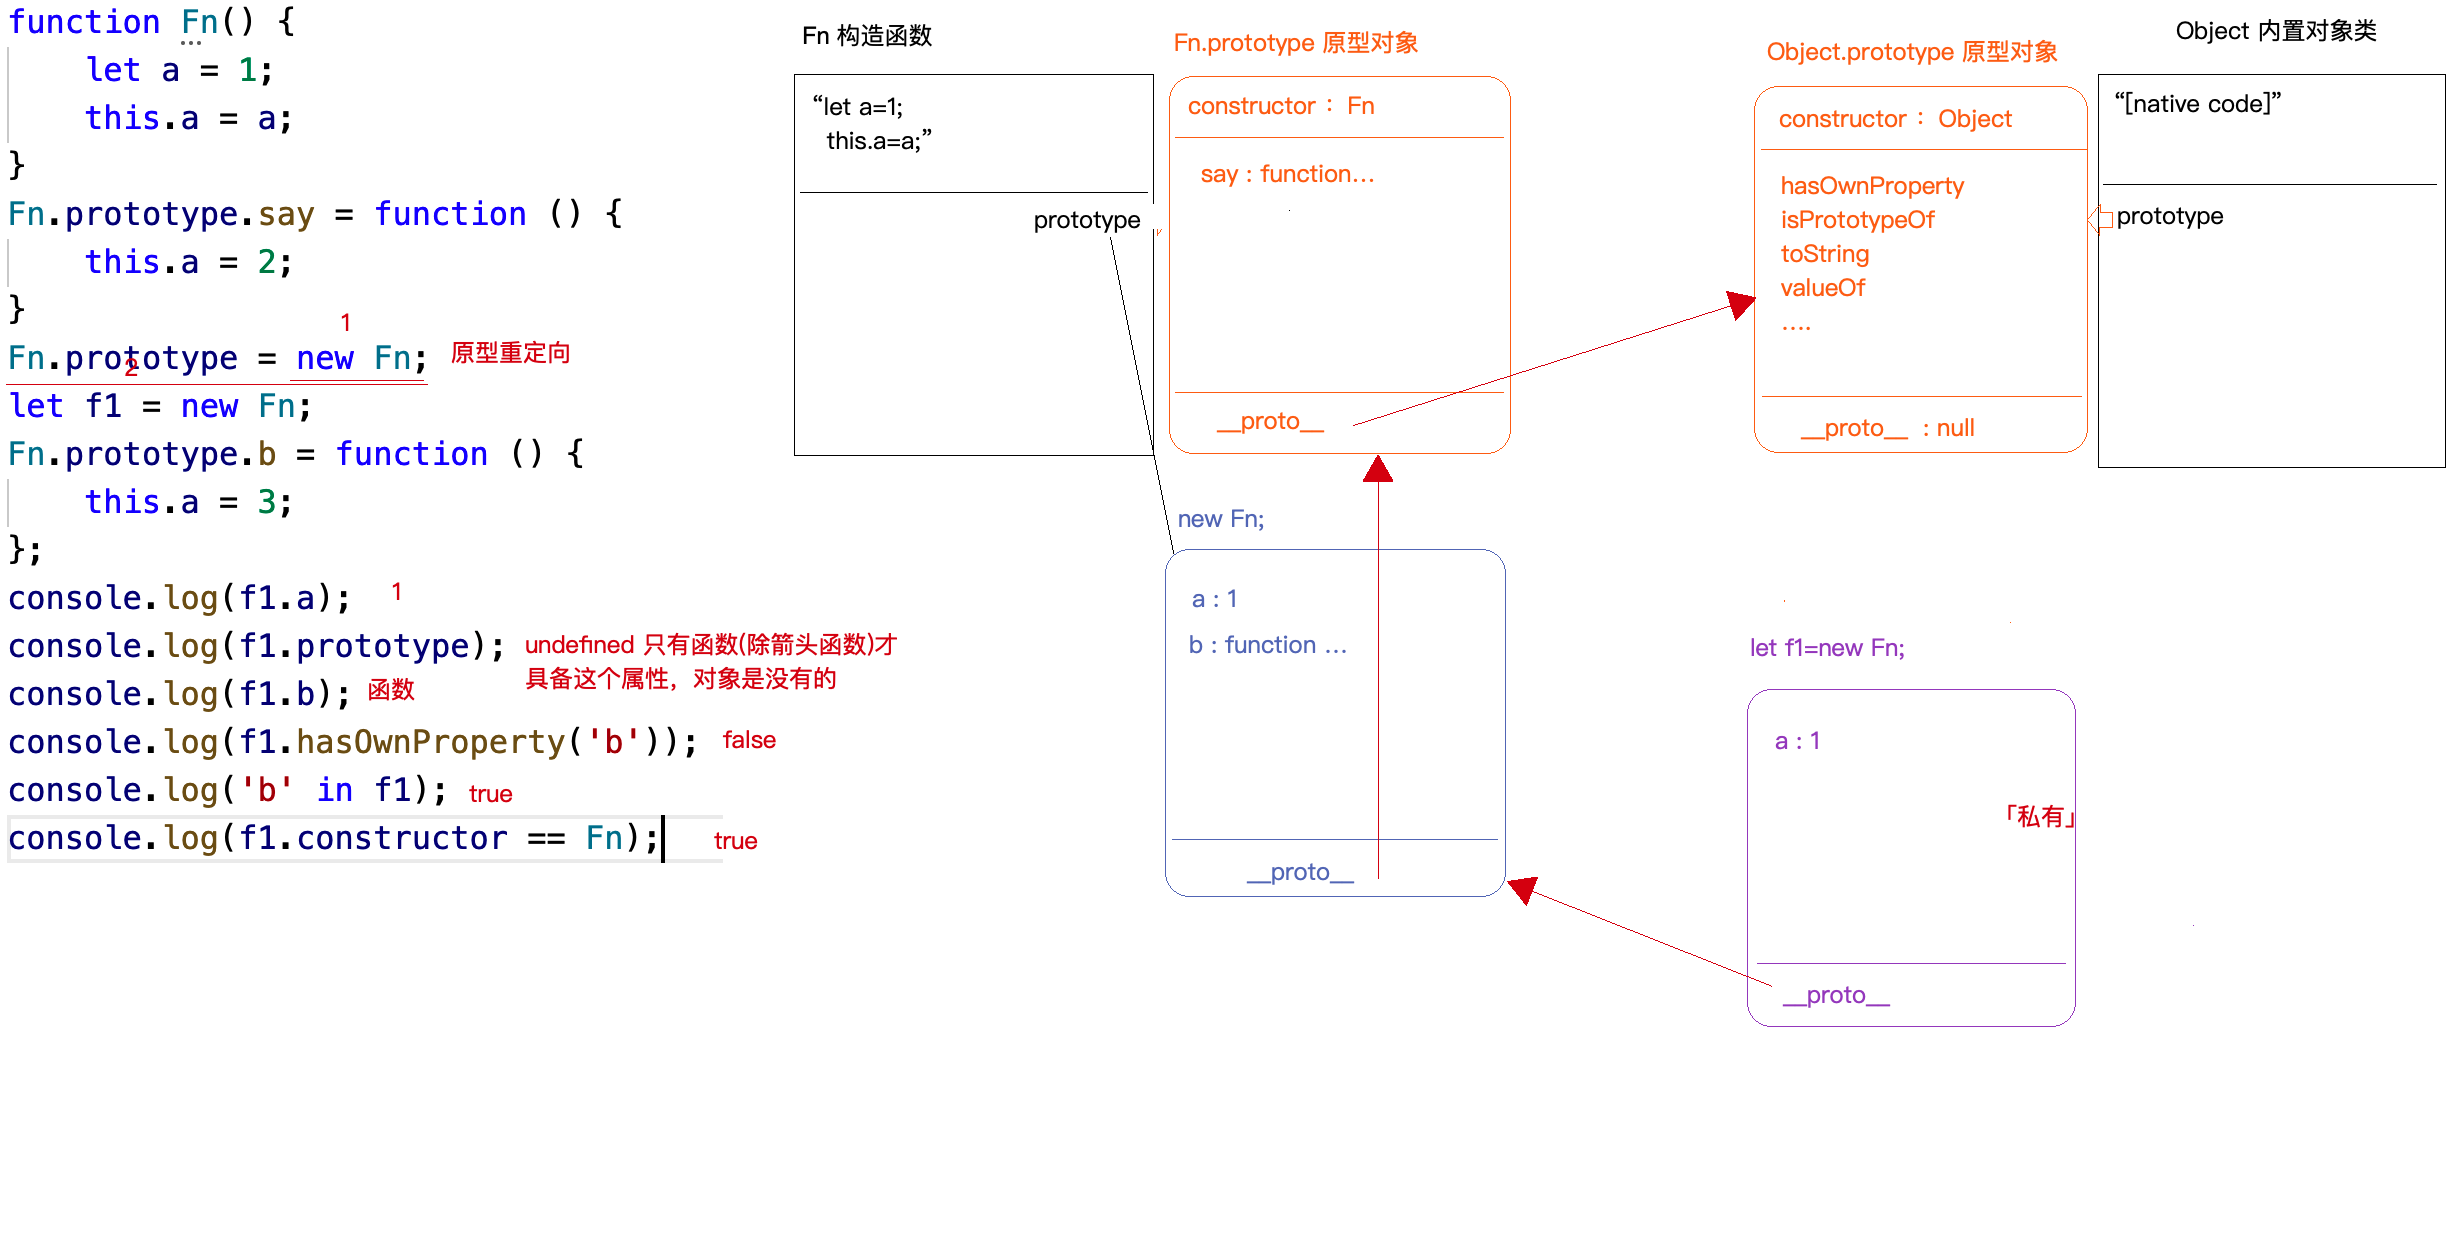 function Fn() {
let a = 1;
this.a = a;
}
Fn.prototype.say = function () {
this.a = 2;
}
1
Fn.prototype = new Fn; 原型重定向
2
let f1 = new Fn;
Fn.prototype.b = function () {
this.a = 3;
};
console.log(f1.a); 1
console.log(f1.prototype); undefined 只有函数(除箭头函数)才
具备这个属性，对象是没有的
console.log(f1.b); 函数
console.log(f1.hasOwnProperty('b')); false
console.log('b' in f1); true
console.log(f1.constructor == Fn); true
Fn 构造函数
“let a=1;
this.a=a;”
prototype
Fn.prototype 原型对象
constructor： Fn
say : function...
__proto__
Object.prototype 原型对象
constructor： Object
hasOwnProperty
isPrototypeOf
toString
valueOf
....
__proto__ : null
Object 内置对象类
“[native code]”
prototype
new Fn;
a : 1
b : function ...
__proto__
let f1=new Fn;
a : 1
「私有」
__proto__